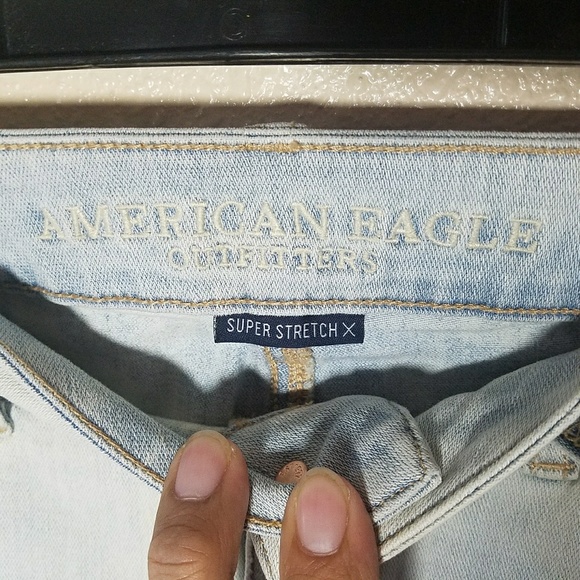 AMERICAN EAGLE
OUTFITTERS
SUPER STRETCH X